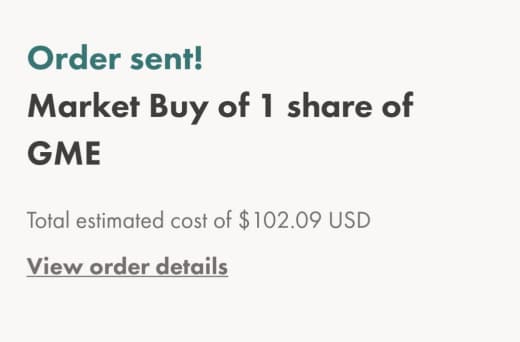 Order sent!
Market Buy of 1 share of
GME
Total estimated cost of $102.09 USD
View order details